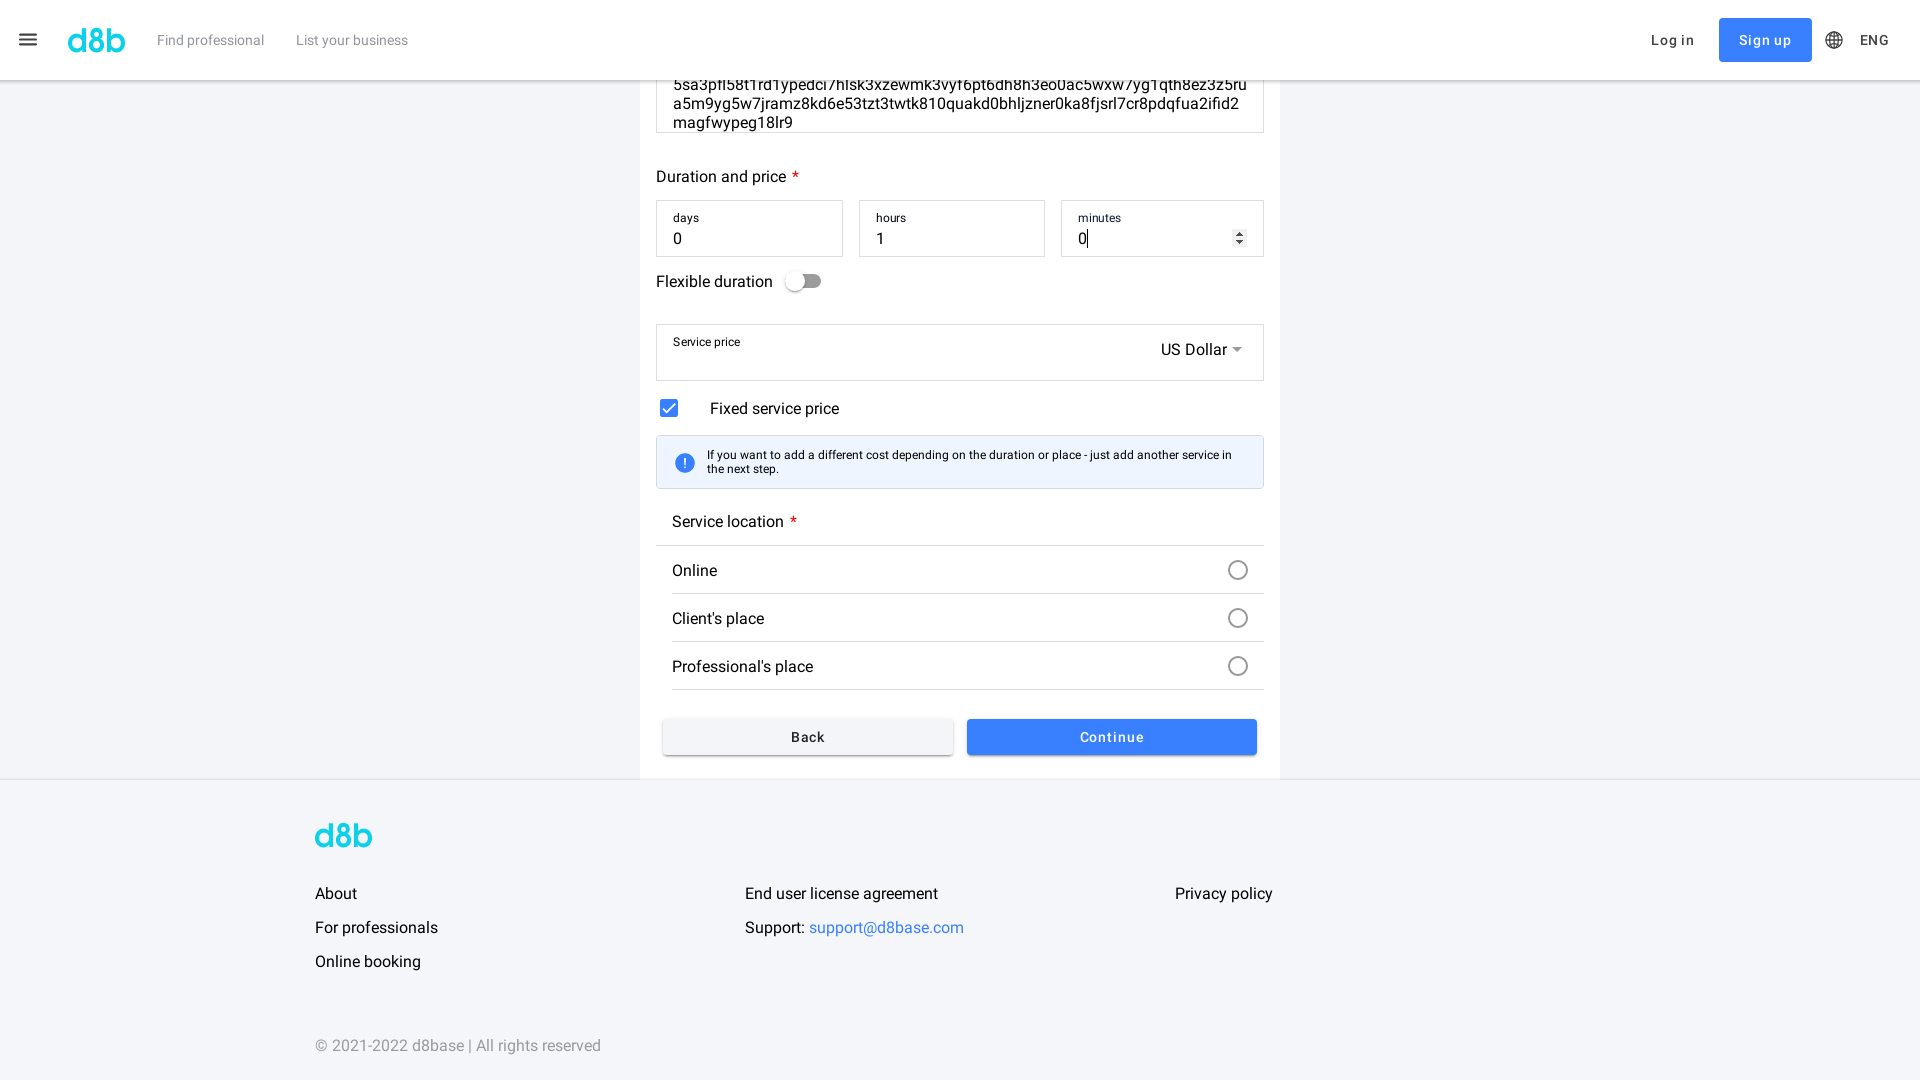 d8b
Find professional
List your business
Log in
Sign up
ENG
5sa3pfl58t1rd1ypedci7hlsk3xzewmk3vyf6pt6dh8h3eo0ac5wxw7yg1qth8ez3z5ru
a5m9yg5w7jramz8kd6e53tzt3twtk810quakd0bhljzner0ka8fjsrl7cr8pdqfua2ifid2
magfwypeg18lr9
Duration and price *
days
0
hours
1
minutes
0
Flexible duration
Service price
US Dollar
Fixed service price
If you want to add a different cost depending on the duration or place - just add another service in
the next step.
Service location *
Online
Client's place
Professional's place
Back
Continue
d8b
About
End user license agreement
Privacy policy
For professionals
Support: support@d8base.com
Online booking
© 2021-2022 d8base | All rights reserved